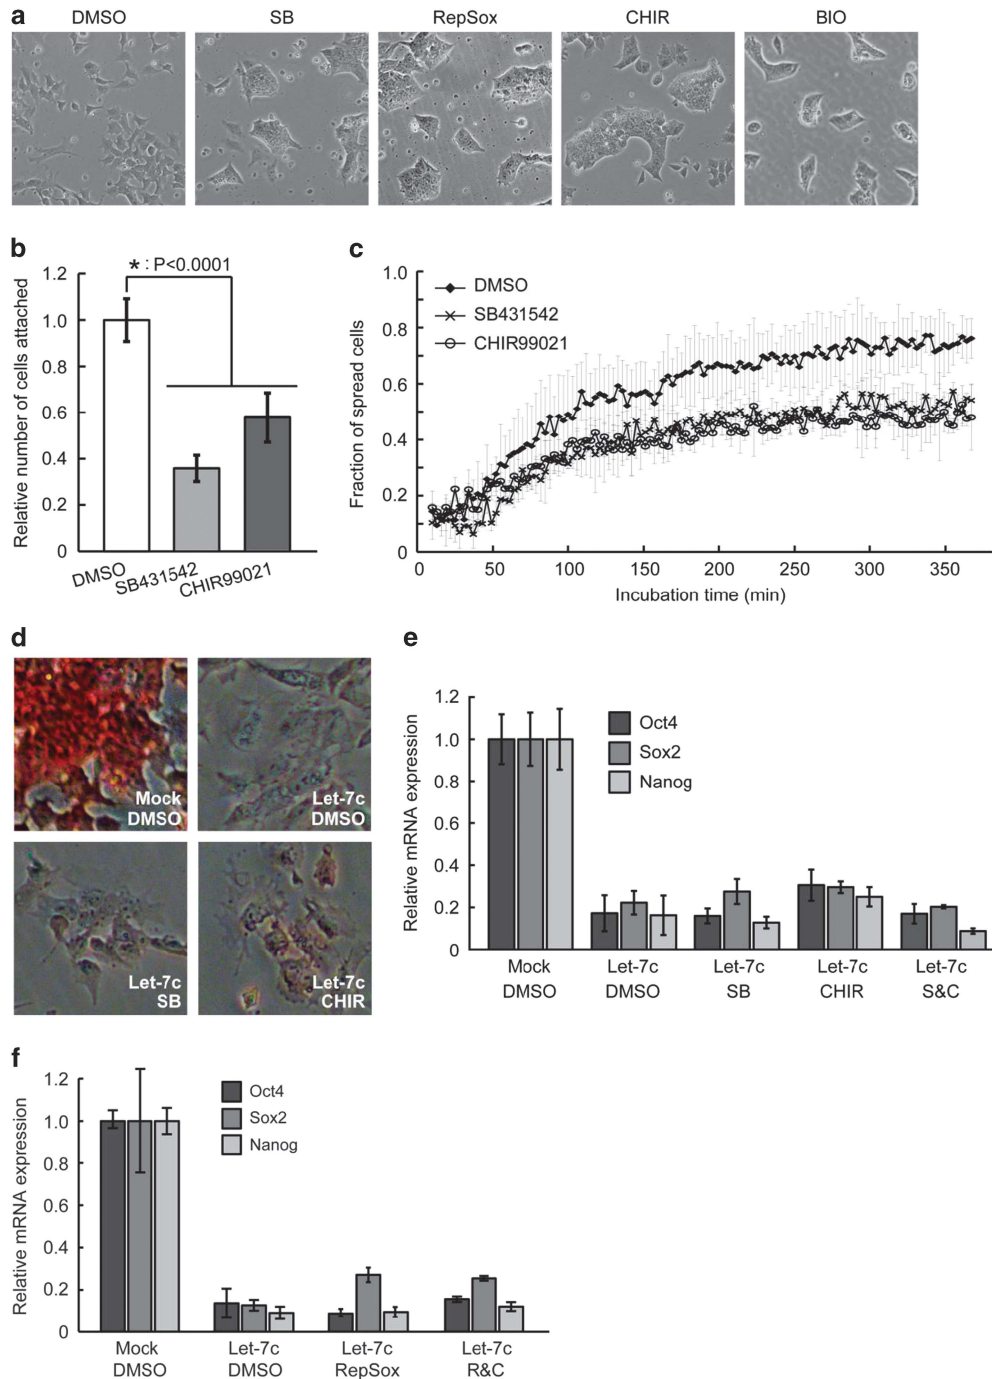 a
DMSO
SB
RepSox
CHIR
BIO
b
Relative number of cells attached
1.2
1.0
0.8
0.6
0.4
0.2
0
*: P<0.0001
DMSO
SB431542
CHIR99021
c
Fraction of spread cells
1.0
0.8
0.6
0.4
0.2
0
DMSO
SB431542
CHIR99021
0 50 100 150 200 250 300 350
Incubation time (min)
d
Mock
DMSO
Let-7c
DMSO
Let-7c
SB
Let-7c
CHIR
e
Relative mRNA expression
1.2
1.0
0.8
0.6
0.4
0.2
0
Oct4
Sox2
Nanog
Mock
DMSO
Let-7c
DMSO
Let-7c
SB
Let-7c
CHIR
Let-7c
S&C
f
Relative mRNA expression
1.2
1.0
0.8
0.6
0.4
0.2
0
Oct4
Sox2
Nanog
Mock
DMSO
Let-7c
DMSO
Let-7c
RepSox
Let-7c
R&C